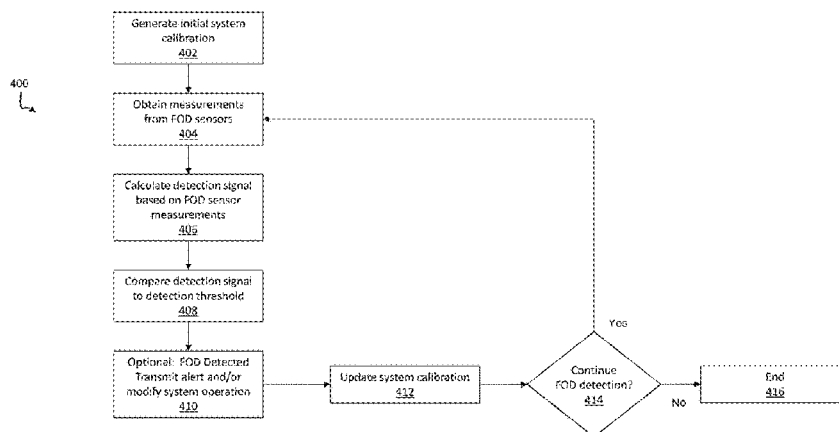 Generate initial system
calibration
402
400
Obtain measurements
from FOD sensors
404
Calculate detection signal
based on FOD sensor
measurements
406
Compare detection signal
to detection threshold
408
Optional: FOD Detected
Transmit alert and/or
modify system operation
410
Update system calibration
412
Continue
FOD detection?
414
Yes
No
End
416